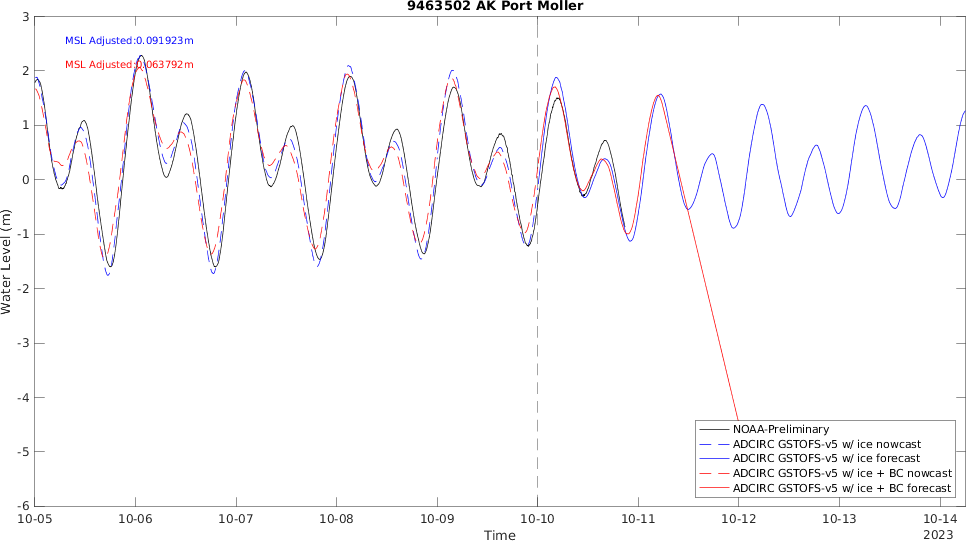 9463502 AK Port Moller
MSL Adjusted:0.091923m
MSL Adjusted:0.063792m
Water Level (m)
3
2
1
0
-1
-2
-3
-4
-5
-6
NOAA-Preliminary
ADCIRC GSTOFS-v5 w/ ice nowcast
ADCIRC GSTOFS-v5 w/ ice forecast
ADCIRC GSTOFS-v5 w/ ice + BC nowcast
ADCIRC GSTOFS-v5 w/ ice + BC forecast
10-05 10-06 10-07 10-08 10-09 10-10 10-11 10-12 10-13 10-14
Time
2023